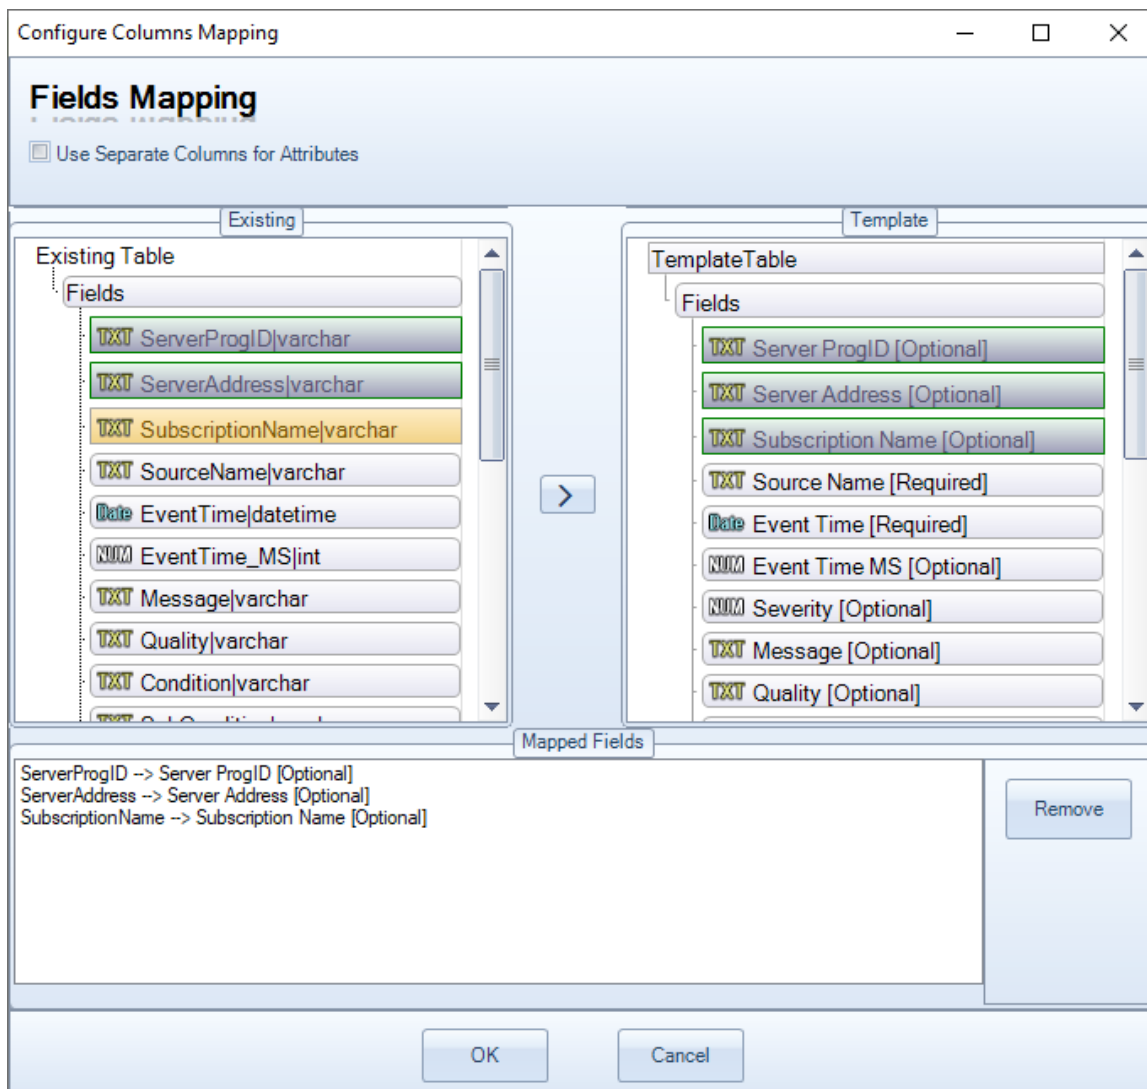 Configure Columns Mapping
Fields Mapping
Use Separate Columns for Attributes
Existing
Existing Table
Fields
TXT ServerProgID|varchar
TXT ServerAddress|varchar
TXT SubscriptionName|varchar
TXT SourceName|varchar
Date EventTime|datetime
NUM EventTime_MS|int
TXT Message|varchar
TXT Quality|varchar
TXT Condition|varchar
Template
TemplateTable
Fields
TXT Server ProgID [Optional]
TXT Server Address [Optional]
TXT Subscription Name [Optional]
TXT Source Name [Required]
Date Event Time [Required]
NUM Event Time MS [Optional]
NUM Severity [Optional]
TXT Message [Optional]
TXT Quality [Optional]
Mapped Fields
ServerProgID --> Server ProgID [Optional]
ServerAddress --> Server Address [Optional]
SubscriptionName --> Subscription Name [Optional]
Remove
OK
Cancel